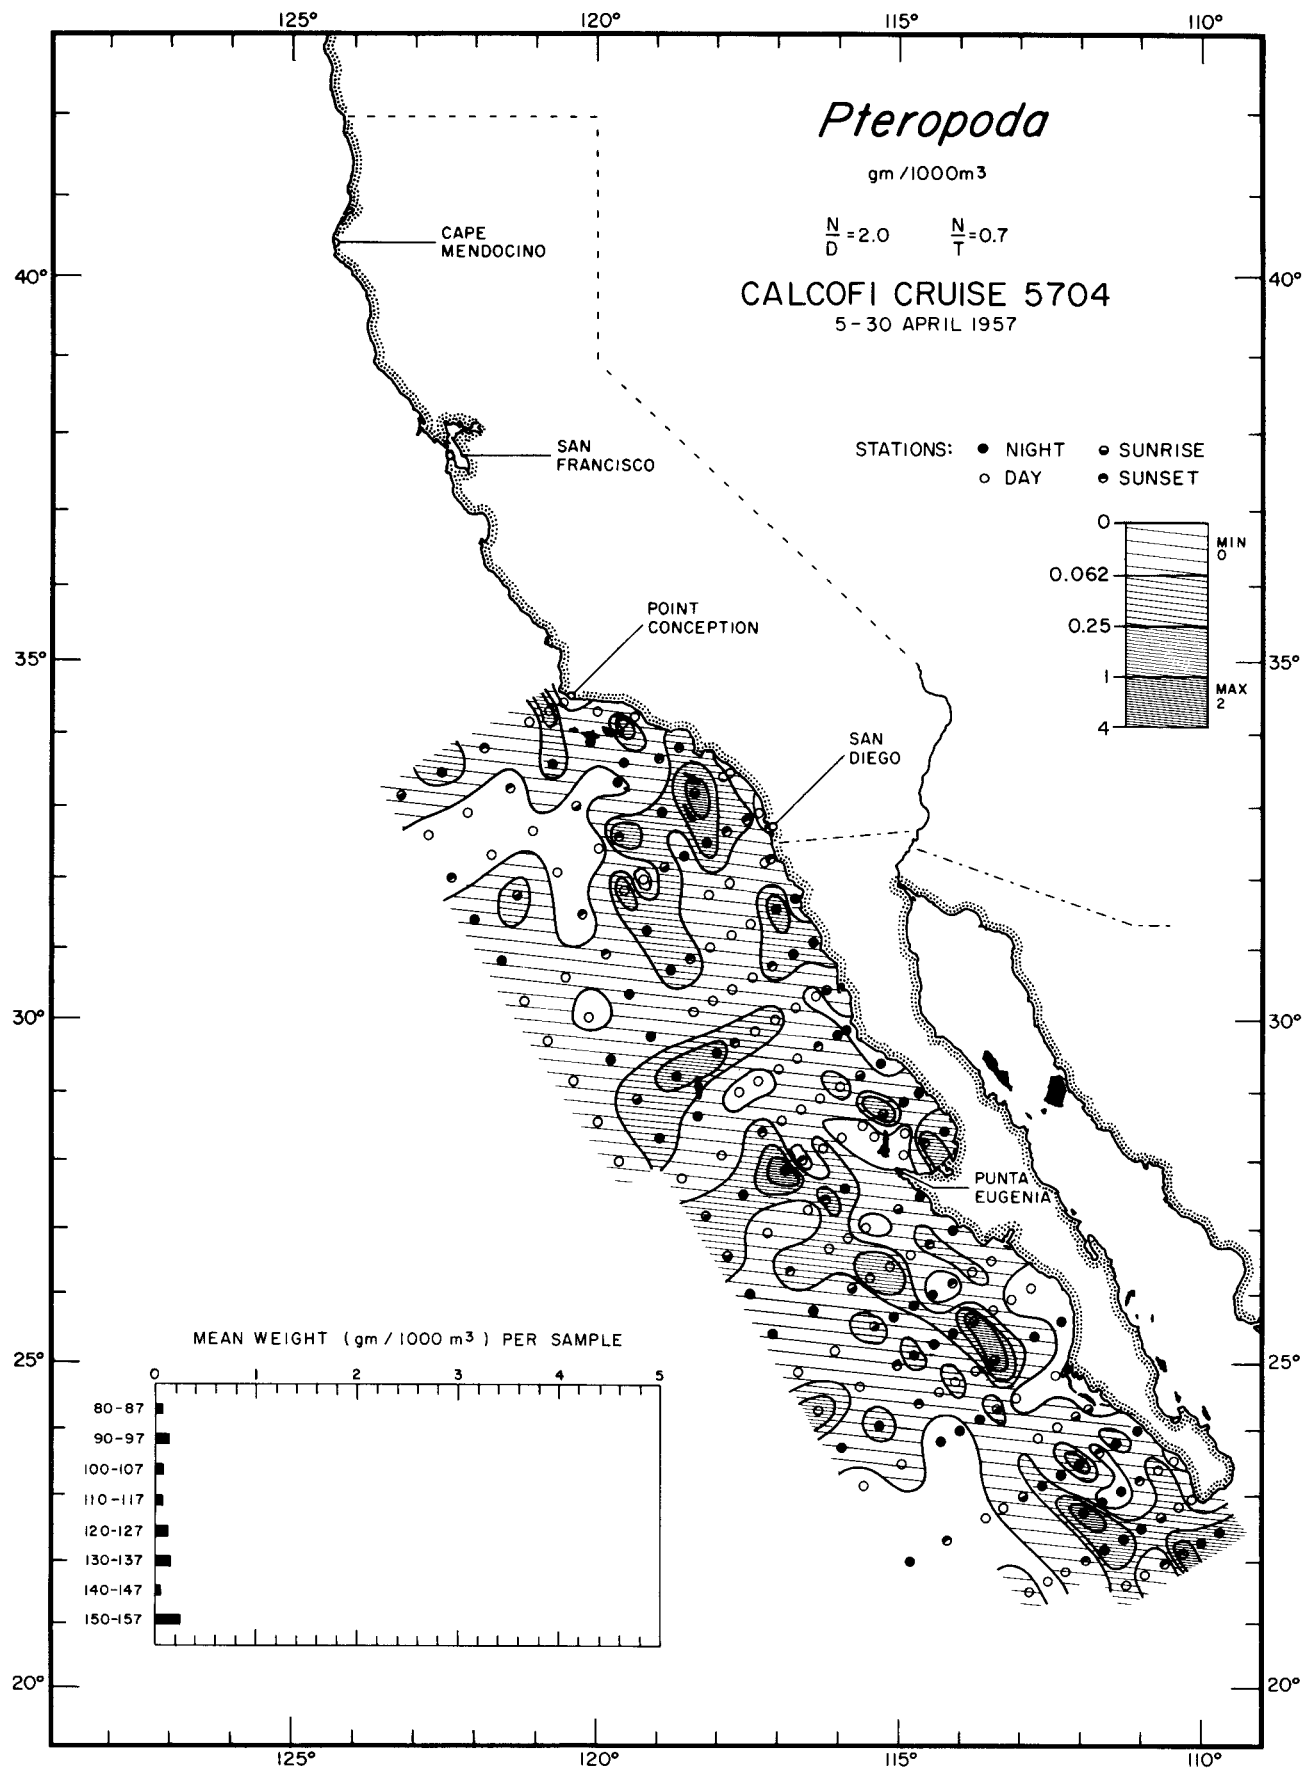 125° 120° 115° 110°
Pteropoda
gm/1000m³
N/D=2.0 N/T=0.7
CALCOFI CRUISE 5704
5-30 APRIL 1957
CAPE
MENDOCINO
40° 40°
SAN
FRANCISCO
STATIONS: NIGHT SUNRISE
DAY SUNSET
0
MIN
0
0.062
0.25
1
MAX
2
4
POINT
CONCEPTION
35° 35°
SAN
DIEGO
30° 30°
PUNTA
EUGENIA
25° 25°
MEAN WEIGHT (gm/1000 m³) PER SAMPLE
0 1 2 3 4 5
80-87
90-97
100-107
110-117
120-127
130-137
140-147
150-157
20° 20°
125° 120° 115° 110°